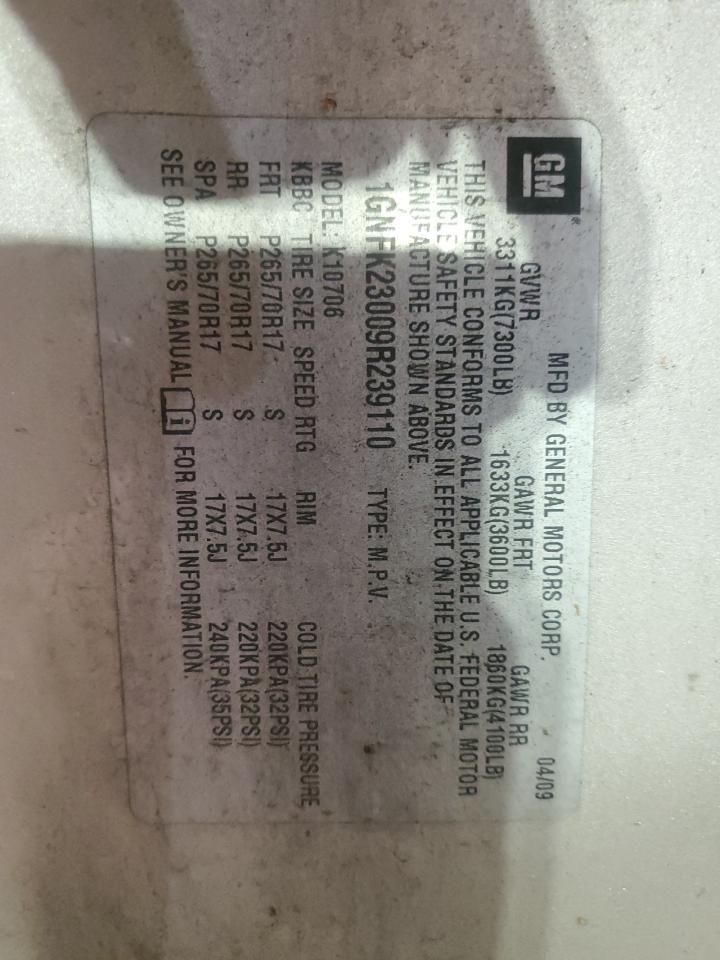 GM
MFD BY GENERAL MOTORS CORP. 04/09
GVWR GAWR FRT GAWR RR
3311KG(7300LB) 1633KG(3600LB) 1860KG(4100LB)
THIS VEHICLE CONFORMS TO ALL APPLICABLE U.S. FEDERAL MOTOR
VEHICLE SAFETY STANDARDS IN EFFECT ON THE DATE OF
MANUFACTURE SHOWN ABOVE.
1GNFK23009R239110 TYPE: M.P.V.
MODEL: K10706
KBBC TIRE SIZE SPEED RTG RIM COLD TIRE PRESSURE
FRT P265/70R17 S 17X7.5J 220KPA(32PSI)
RR P265/70R17 S 17X7.5J 220KPA(32PSI)
SPA P265/70R17 S 17X7.5J 240KPA(35PSI)
SEE OWNER'S MANUAL i FOR MORE INFORMATION.